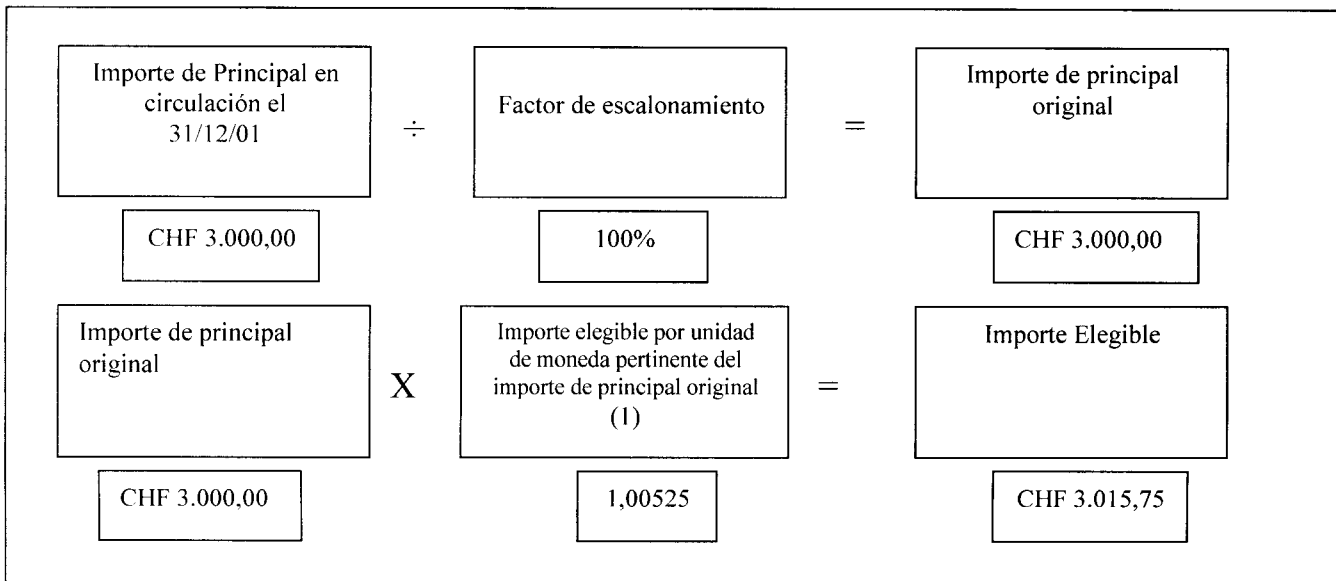 Importe de Principal en
circulación el
31/12/01
÷
Factor de escalonamiento
=
Importe de principal
original
CHF 3.000,00
100%
CHF 3.000,00
Importe de principal
original
X
Importe elegible por unidad
de moneda pertinente del
importe de principal original
(1)
=
Importe Elegible
CHF 3.000,00
1,00525
CHF 3.015,75